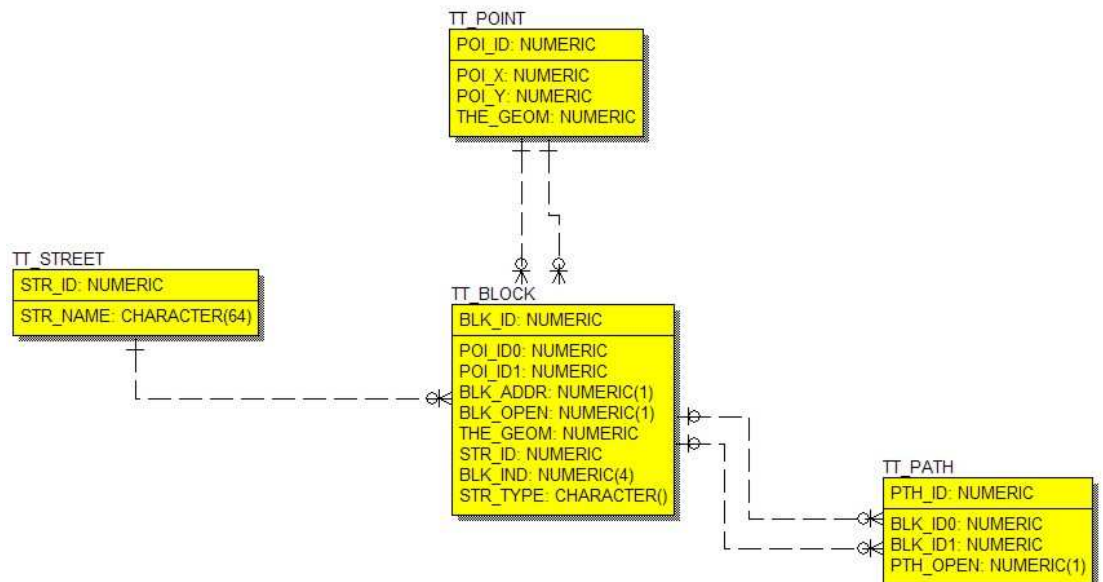 TT_POINT
POI_ID: NUMERIC
POI_X: NUMERIC
POI_Y: NUMERIC
THE_GEOM: NUMERIC
TT_STREET
STR_ID: NUMERIC
STR_NAME: CHARACTER(64)
TT_BLOCK
BLK_ID: NUMERIC
POI_ID0: NUMERIC
POI_ID1: NUMERIC
BLK_ADDR: NUMERIC(1)
BLK_OPEN: NUMERIC(1)
THE_GEOM: NUMERIC
STR_ID: NUMERIC
BLK_IND: NUMERIC(4)
STR_TYPE: CHARACTER()
TT_PATH
PTH_ID: NUMERIC
BLK_ID0: NUMERIC
BLK_ID1: NUMERIC
PTH_OPEN: NUMERIC(1)